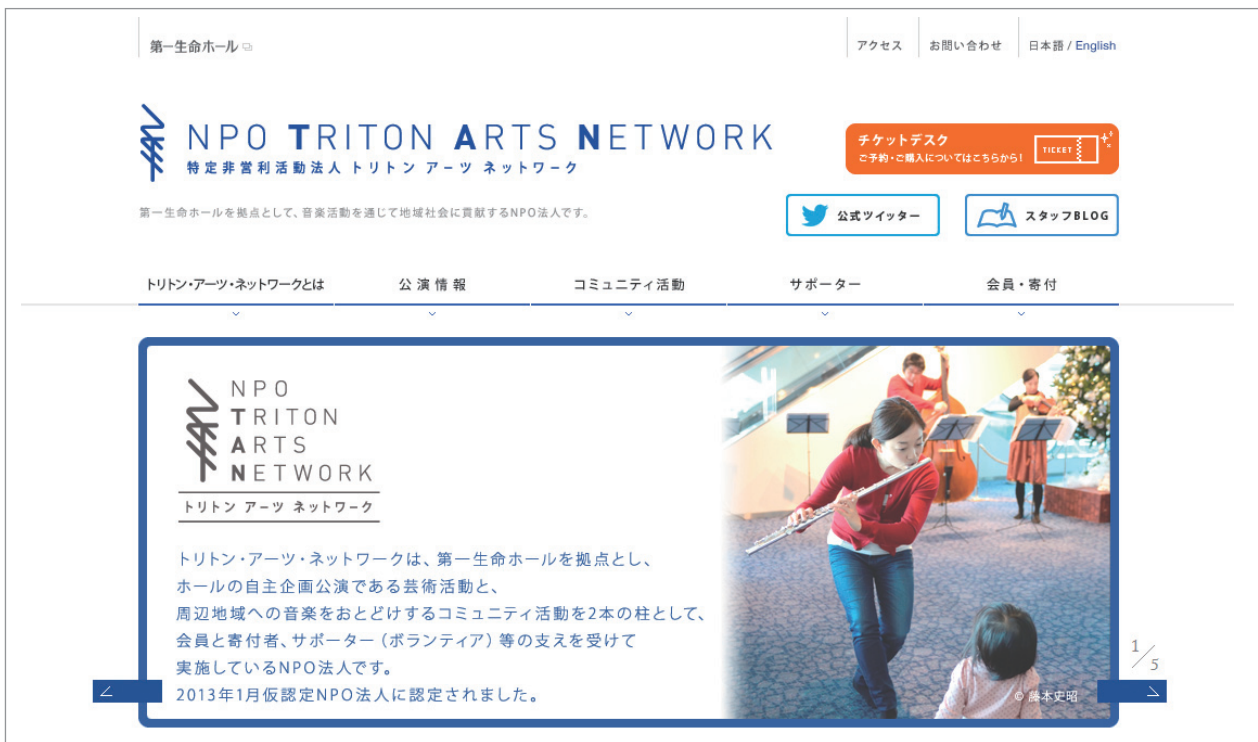 第一生命ホール
アクセス
お問い合わせ
日本語 / English
NPO TRITON ARTS NETWORK
特定非営利活動法人 トリトン アーツ ネットワーク
チケットデスク
ご予約・ご購入についてはこちらから!
TICKET
第一生命ホールを拠点として、音楽活動を通じて地域社会に貢献するNPO法人です。
公式ツイッター
スタッフBLOG
トリトン・アーツ・ネットワークとは
公演情報
コミュニティ活動
サポーター
会員・寄付
NPO
TRITON
ARTS
NETWORK
トリトン アーツ ネットワーク
トリトン・アーツ・ネットワークは、第一生命ホールを拠点とし、
ホールの自主企画公演である芸術活動と、
周辺地域への音楽をおとどけするコミュニティ活動を2本の柱として、
会員と寄付者、サポーター（ボランティア）等の支えを受けて
実施しているNPO法人です。
2013年1月仮認定NPO法人に認定されました。
© 藤本史昭
1/5